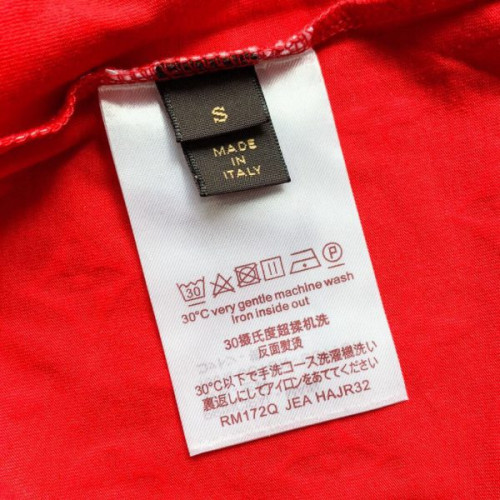 S
MADE
IN
ITALY
30 P
30°C very gentle machine wash
Iron inside out
30摄氏度超揉机洗
反面熨烫
30°C以下で手洗コース洗濯槽洗い
裏返しにしてアイロンをあててください
RM172Q JEA HAJR32